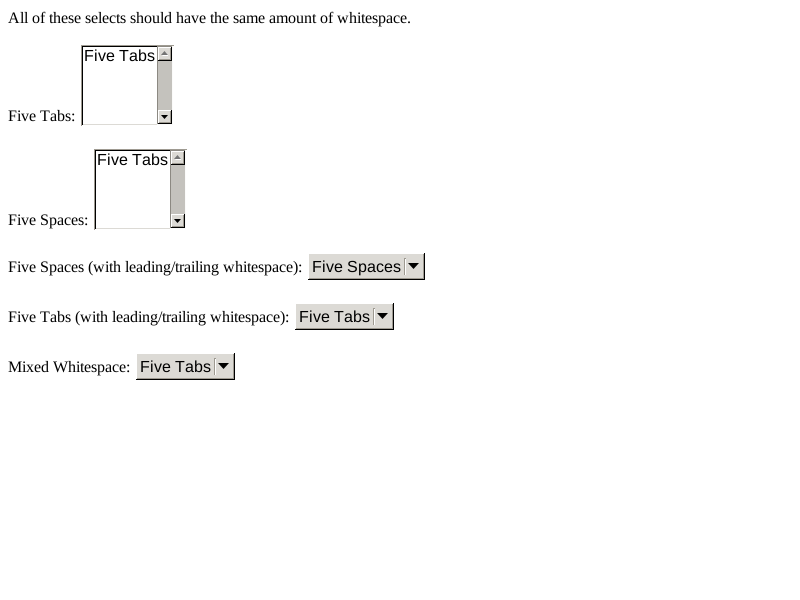 All of these selects should have the same amount of whitespace.
Five Tabs
Five Tabs:
Five Tabs
Five Spaces:
Five Spaces (with leading/trailing whitespace): Five Spaces
Five Tabs (with leading/trailing whitespace): Five Tabs
Mixed Whitespace: Five Tabs